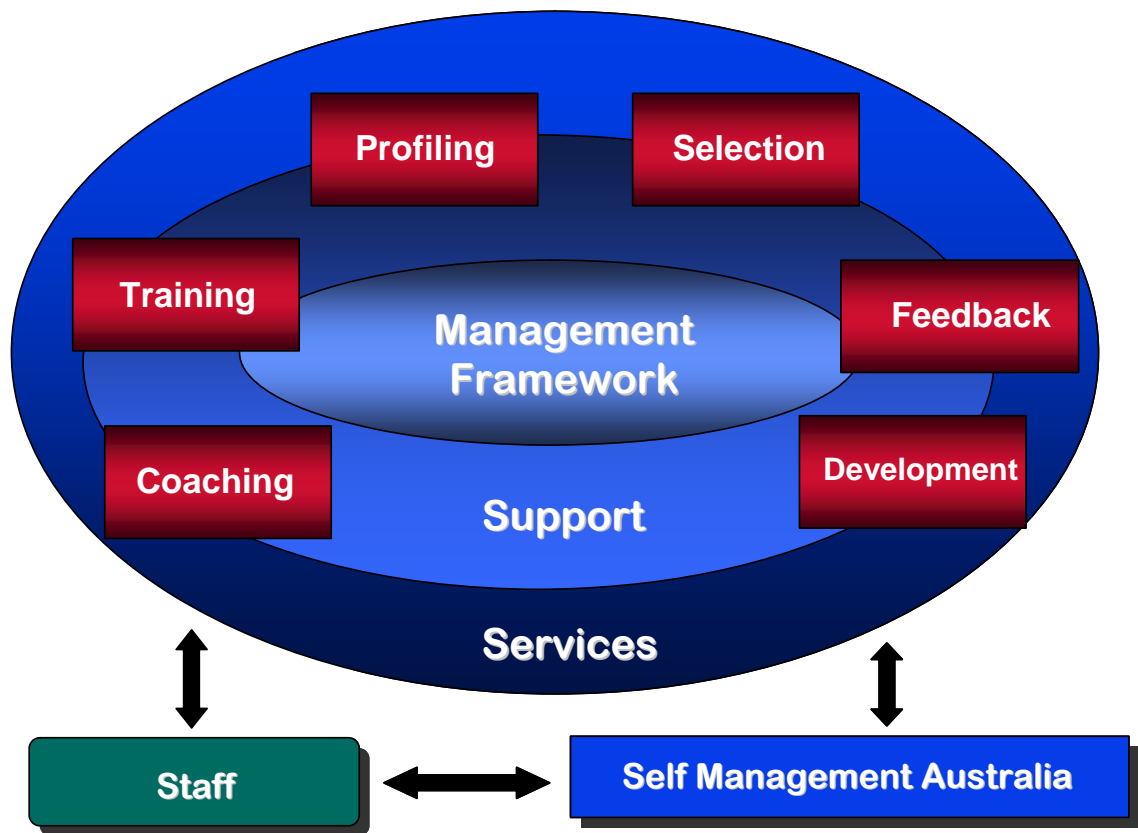 Profiling
Selection
Training
Feedback
Management
Framework
Coaching
Development
Support
Services
Staff
Self Management Australia